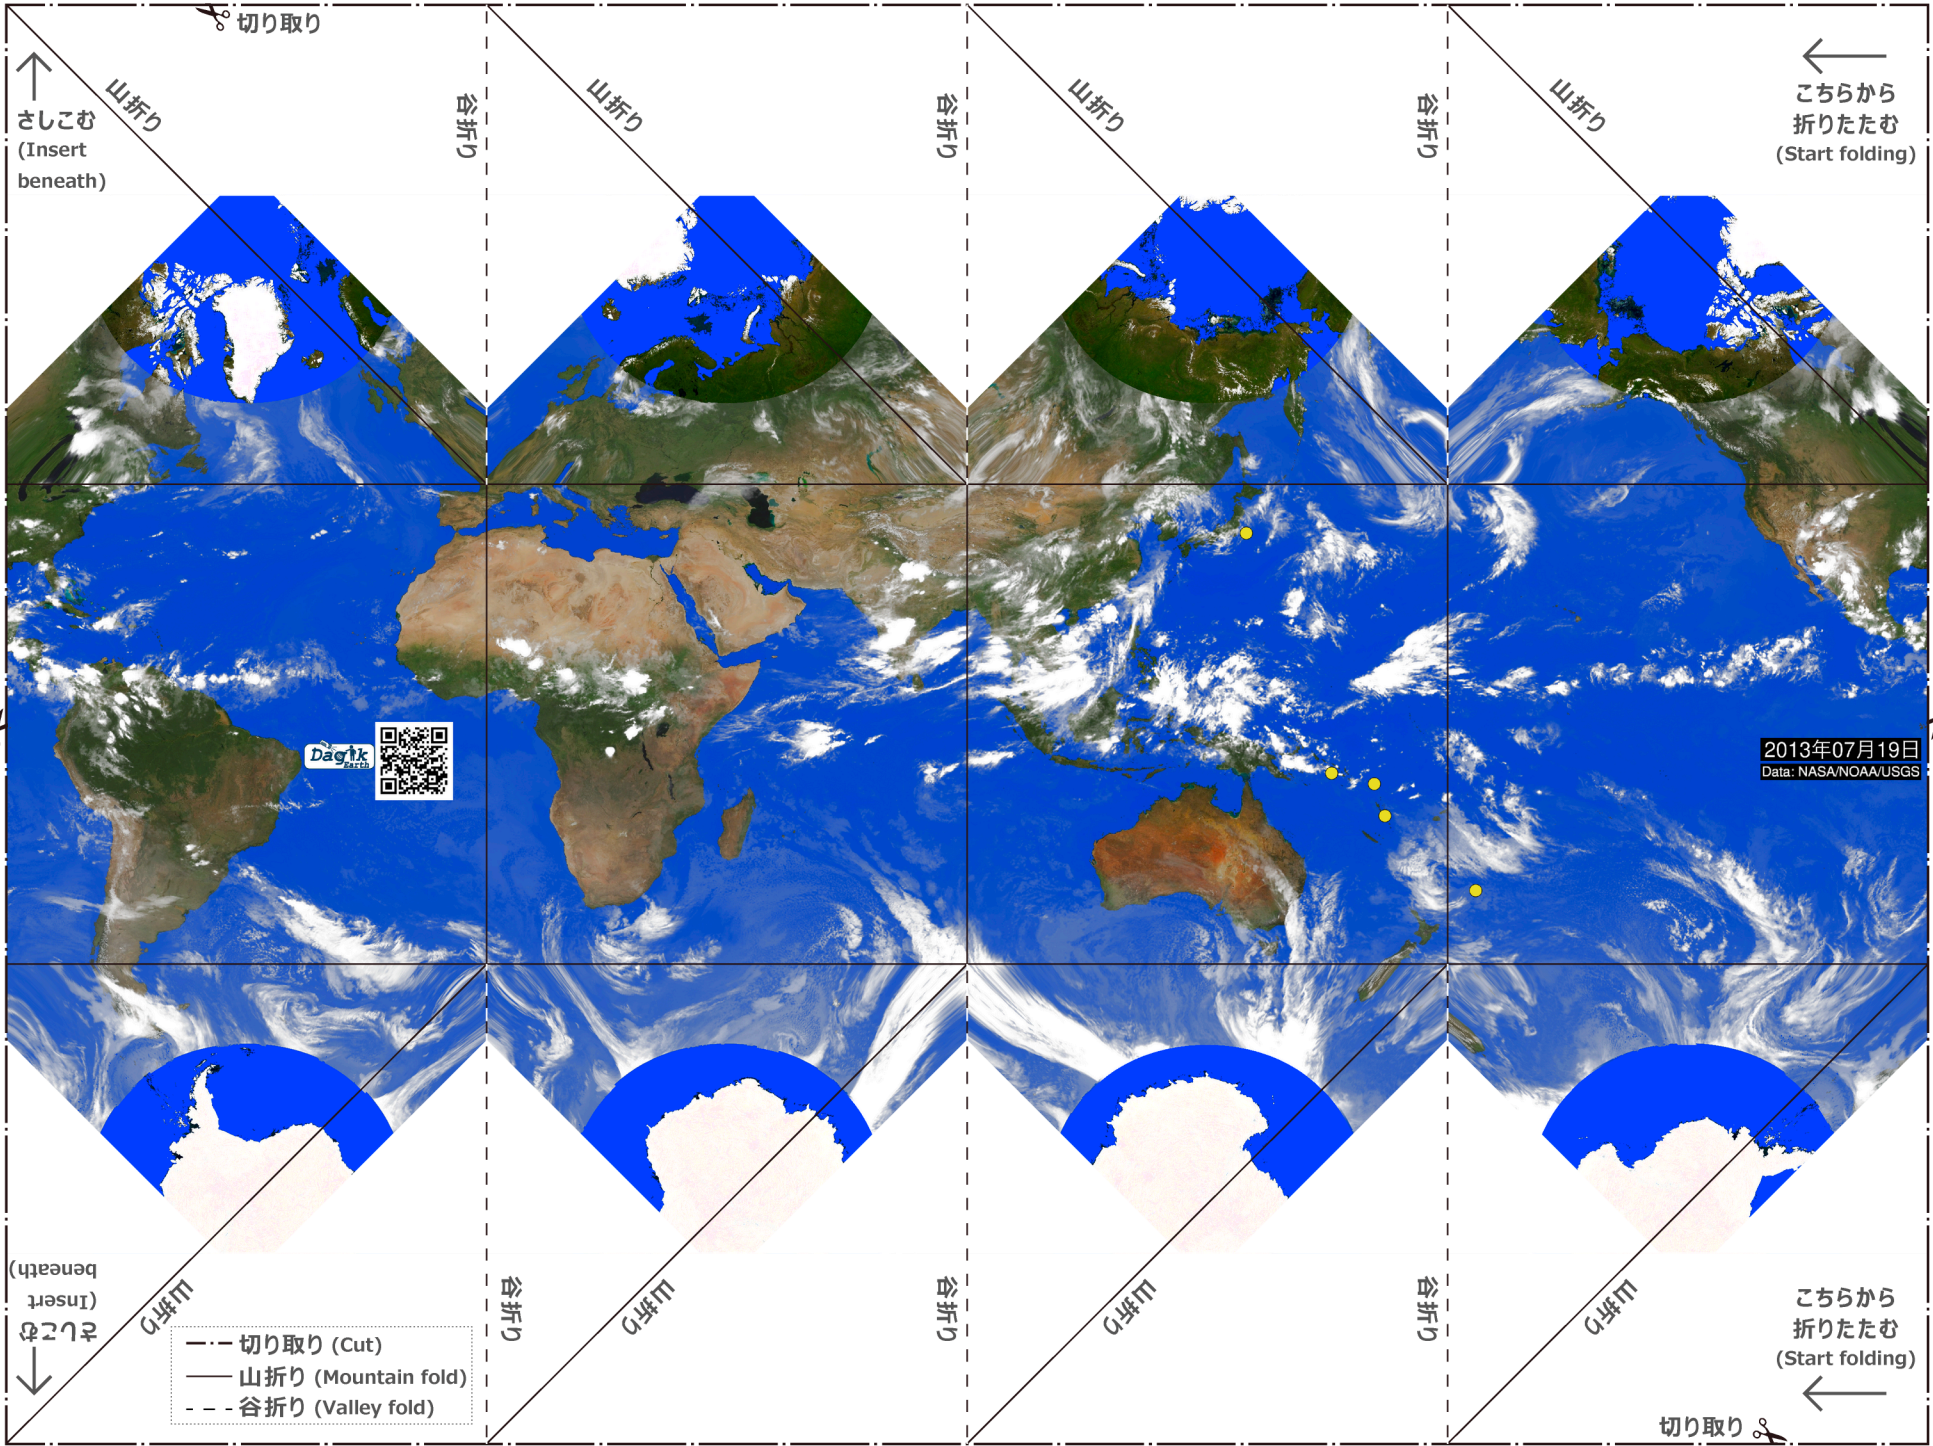 切り取り
さしこむ
(Insert
beneath)
山折り
谷折り
山折り
谷折り
山折り
谷折り
山折り
こちらから
折りたたむ
(Start folding)
Dagik
Earth
2013年07月19日
Data: NASA/NOAA/USGS
さしこむ
(Insert
beneath)
山折り
谷折り
山折り
谷折り
山折り
谷折り
山折り
こちらから
折りたたむ
(Start folding)
切り取り (Cut)
山折り (Mountain fold)
谷折り (Valley fold)
切り取り